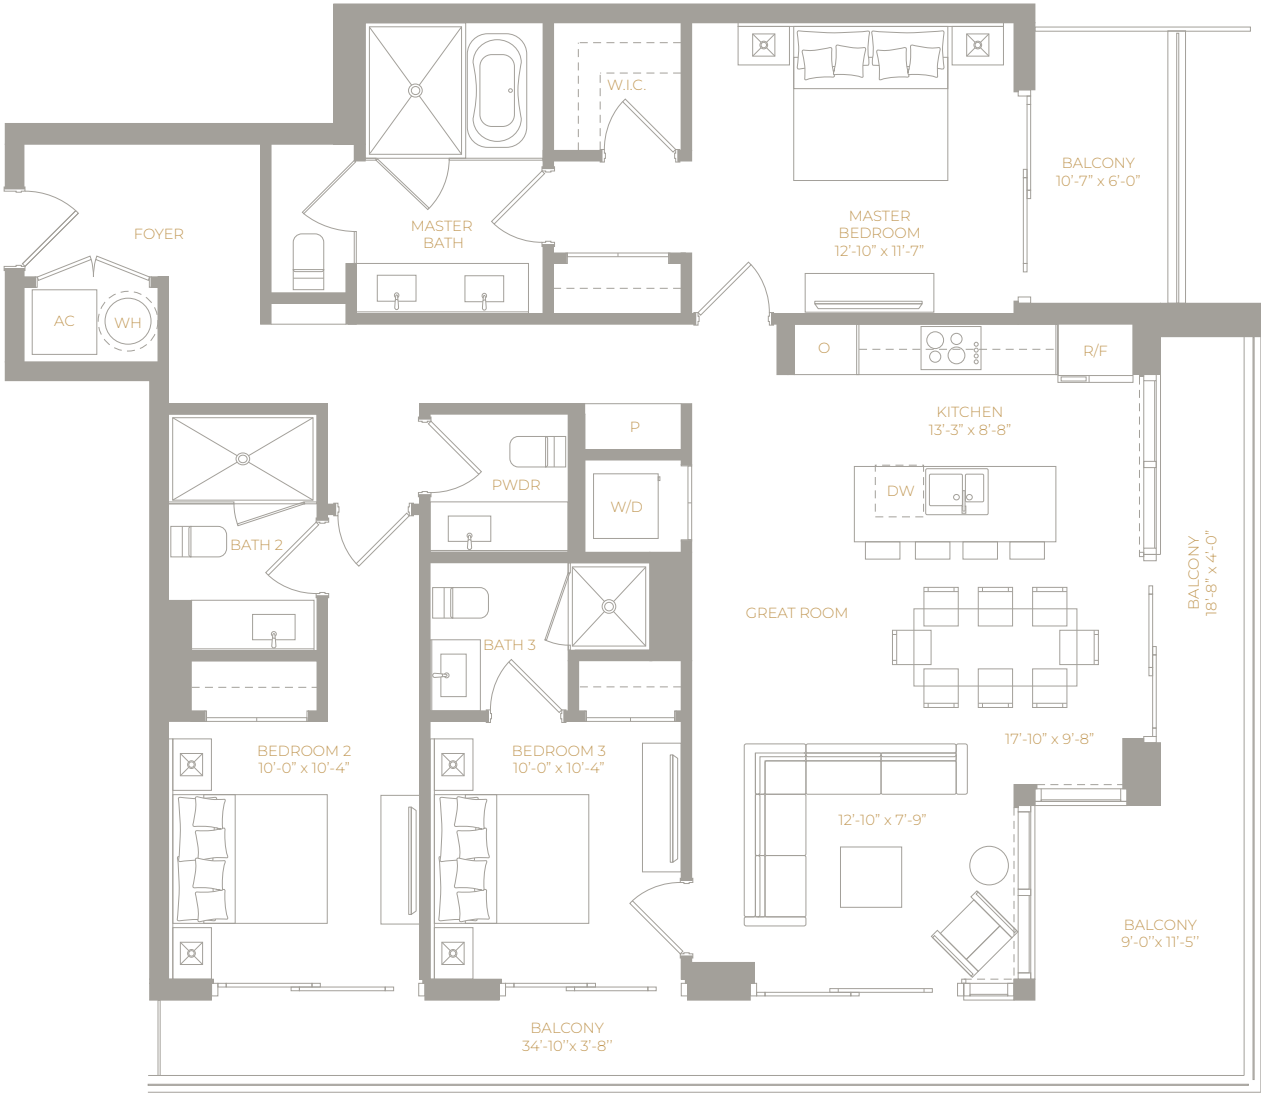 W.I.C.
BALCONY
10'-7" x 6'-0"
MASTER
BEDROOM
12'-10" x 11'-7"
MASTER
BATH
FOYER
AC
WH
O
R/F
KITCHEN
13'-3" x 8'-8"
P
PWDR
W/D
DW
BATH 2
BALCONY
18'-8" x 4'-0"
GREAT ROOM
BATH 3
17'-10" x 9'-8"
BEDROOM 2
10'-0" x 10'-4"
BEDROOM 3
10'-0" x 10'-4"
12'-10" x 7'-9"
BALCONY
9'-0''x 11'-5''
BALCONY
34'-10''x 3'-8''